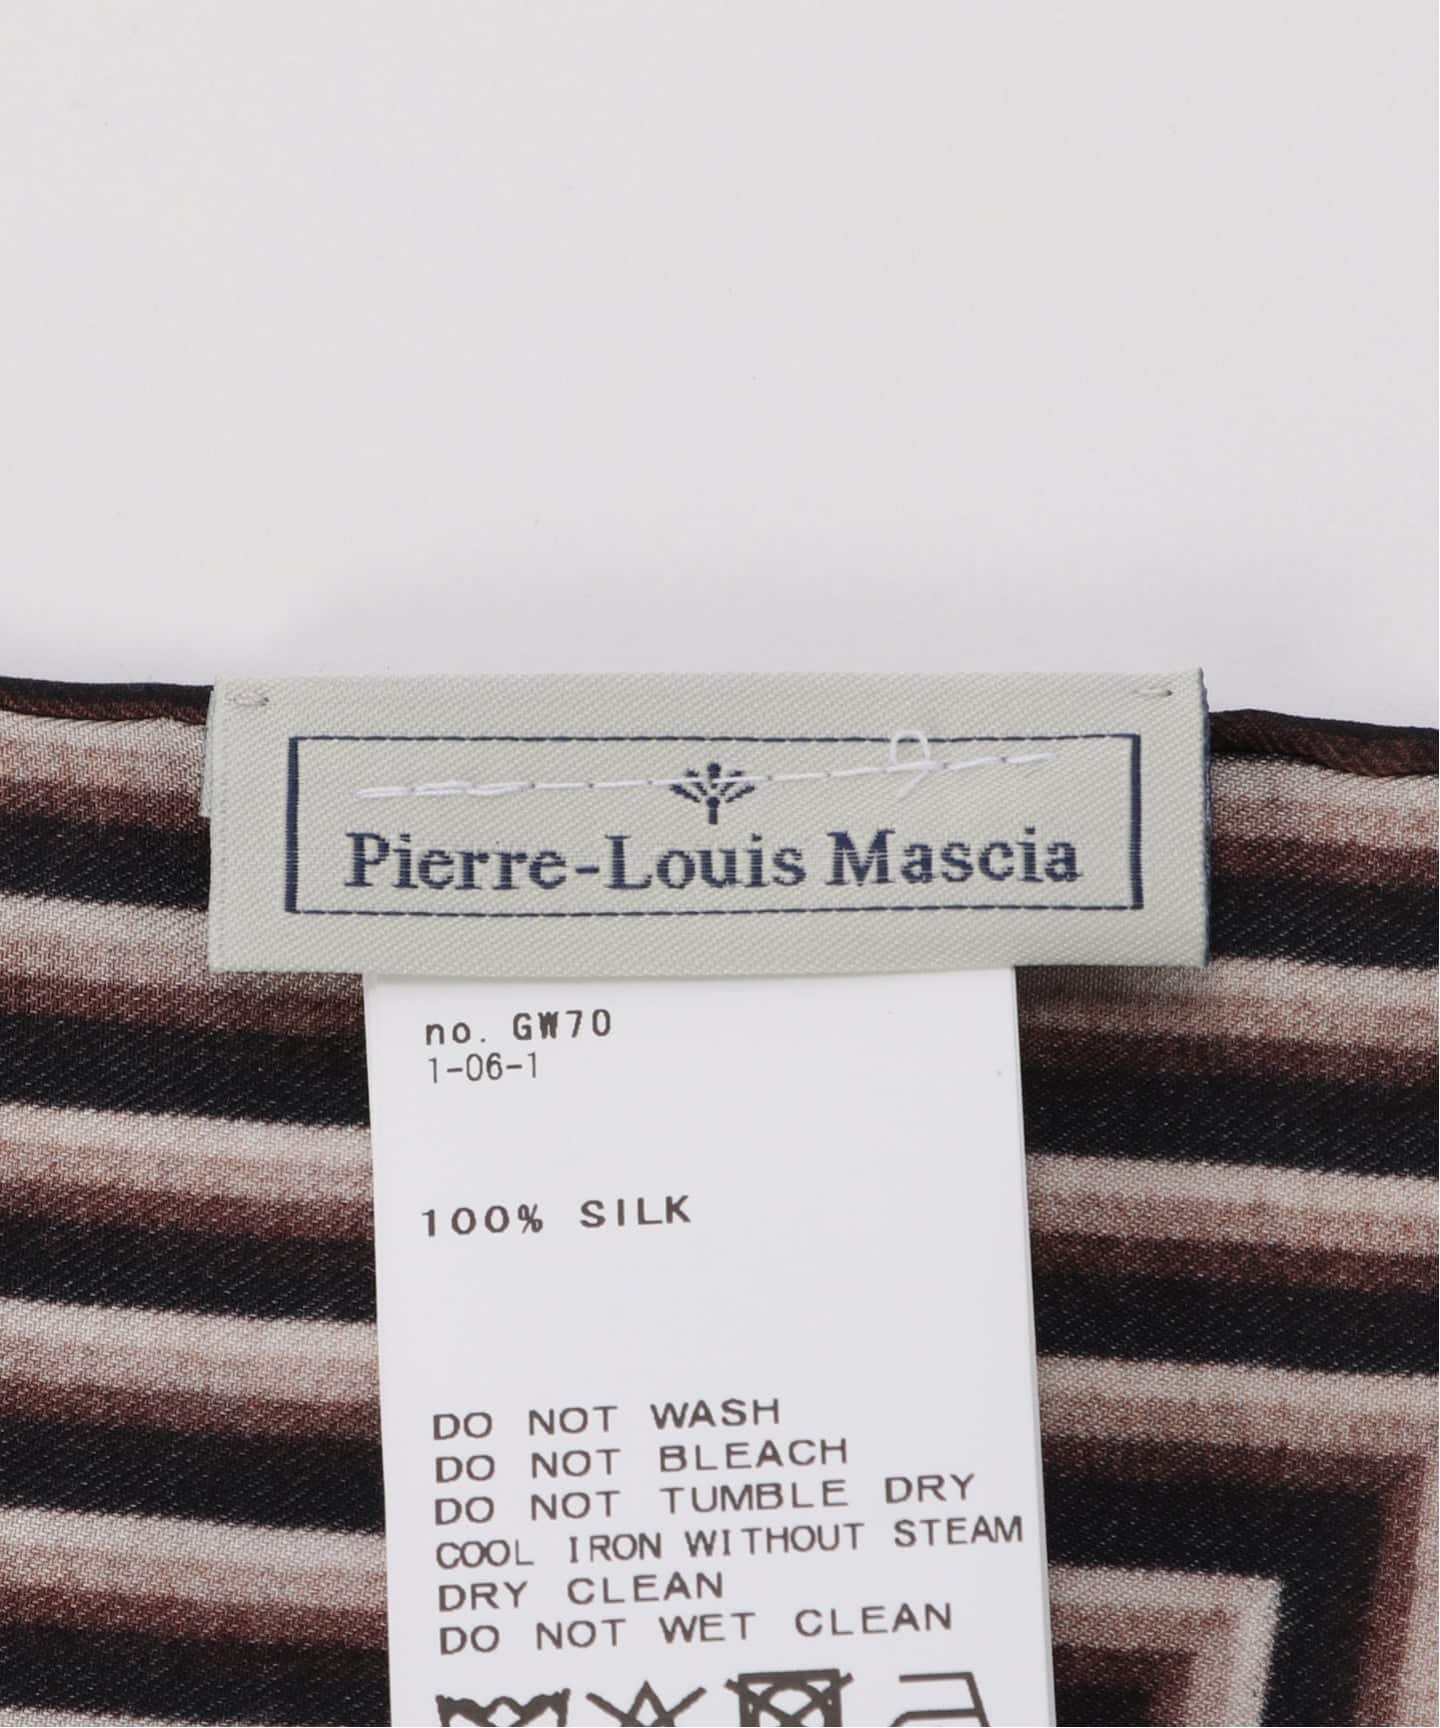 Pierre-Louis Mascia
no. GW70
1-06-1
100% SILK
DO NOT WASH
DO NOT BLEACH
DO NOT TUMBLE DRY
COOL IRON WITHOUT STEAM
DRY CLEAN
DO NOT WET CLEAN